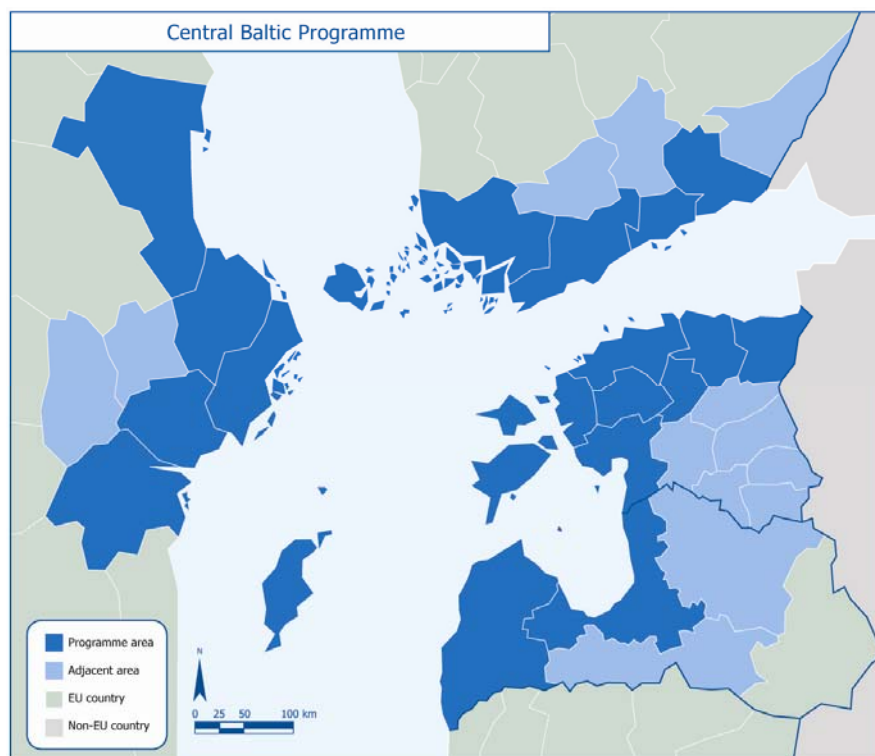 Central Baltic Programme
Programme area
Adjacent area
EU country
Non-EU country
N
0 25 50 100 km